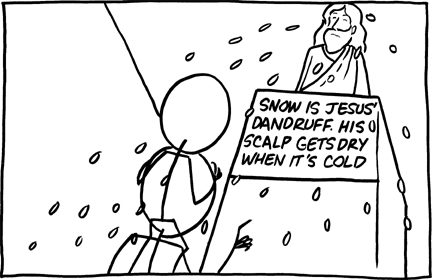 SNOW IS JESUS'
DANDRUFF. HIS
SCALP GETS DRY
WHEN IT'S COLD